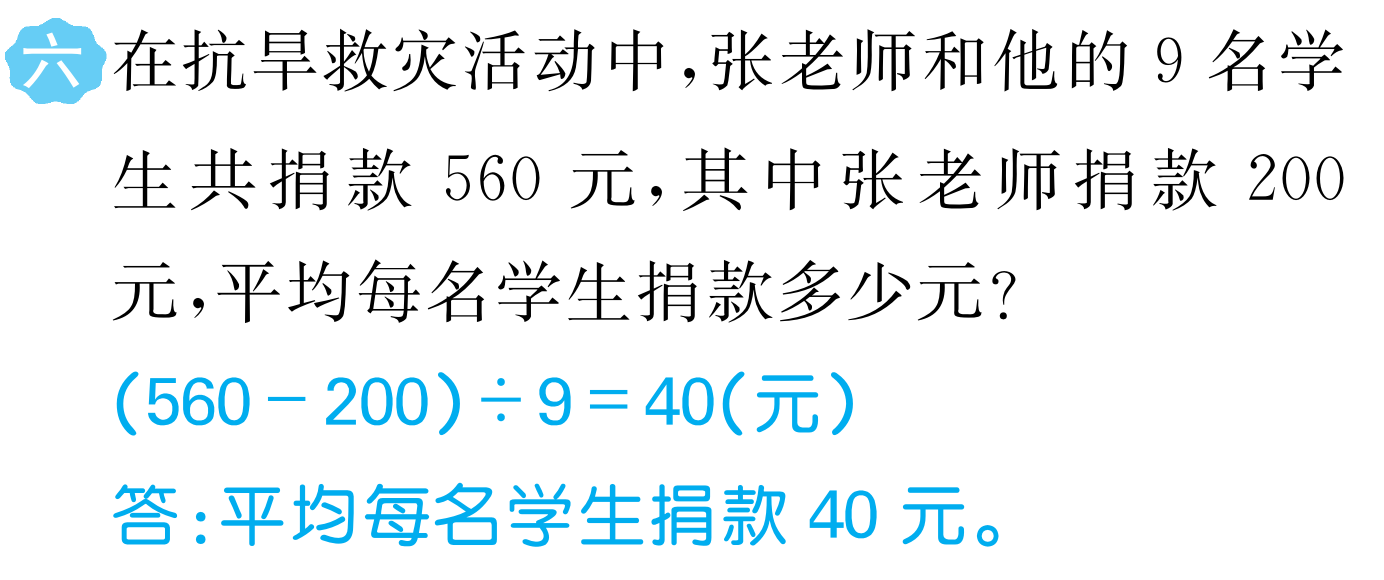 六 在抗旱救灾活动中,张老师和他的 9 名学
生共捐款 560 元,其中张老师捐款 200
元,平均每名学生捐款多少元?
(560－200)÷9＝40(元)
答:平均每名学生捐款 40 元。